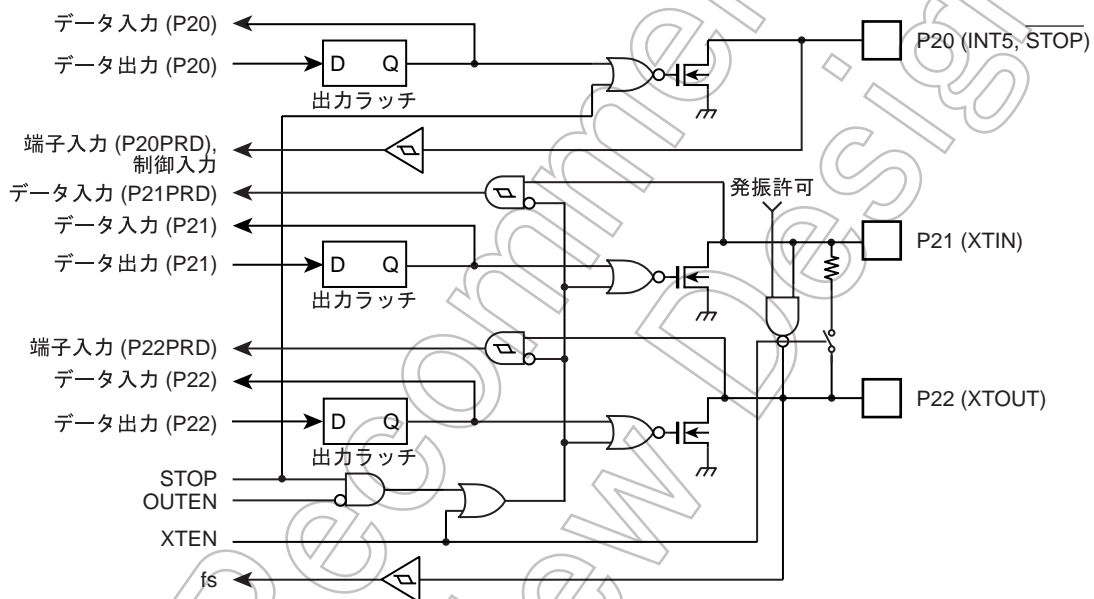 データ入力 (P20)
データ出力 (P20)
D Q
出力ラッチ
P20 (INT5, STOP)
端子入力 (P20PRD),
制御入力
データ入力 (P21PRD)
発振許可
データ入力 (P21)
データ出力 (P21)
D Q
出力ラッチ
P21 (XTIN)
端子入力 (P22PRD)
データ入力 (P22)
データ出力 (P22)
D Q
出力ラッチ
P22 (XTOUT)
STOP
OUTEN
XTEN
fs